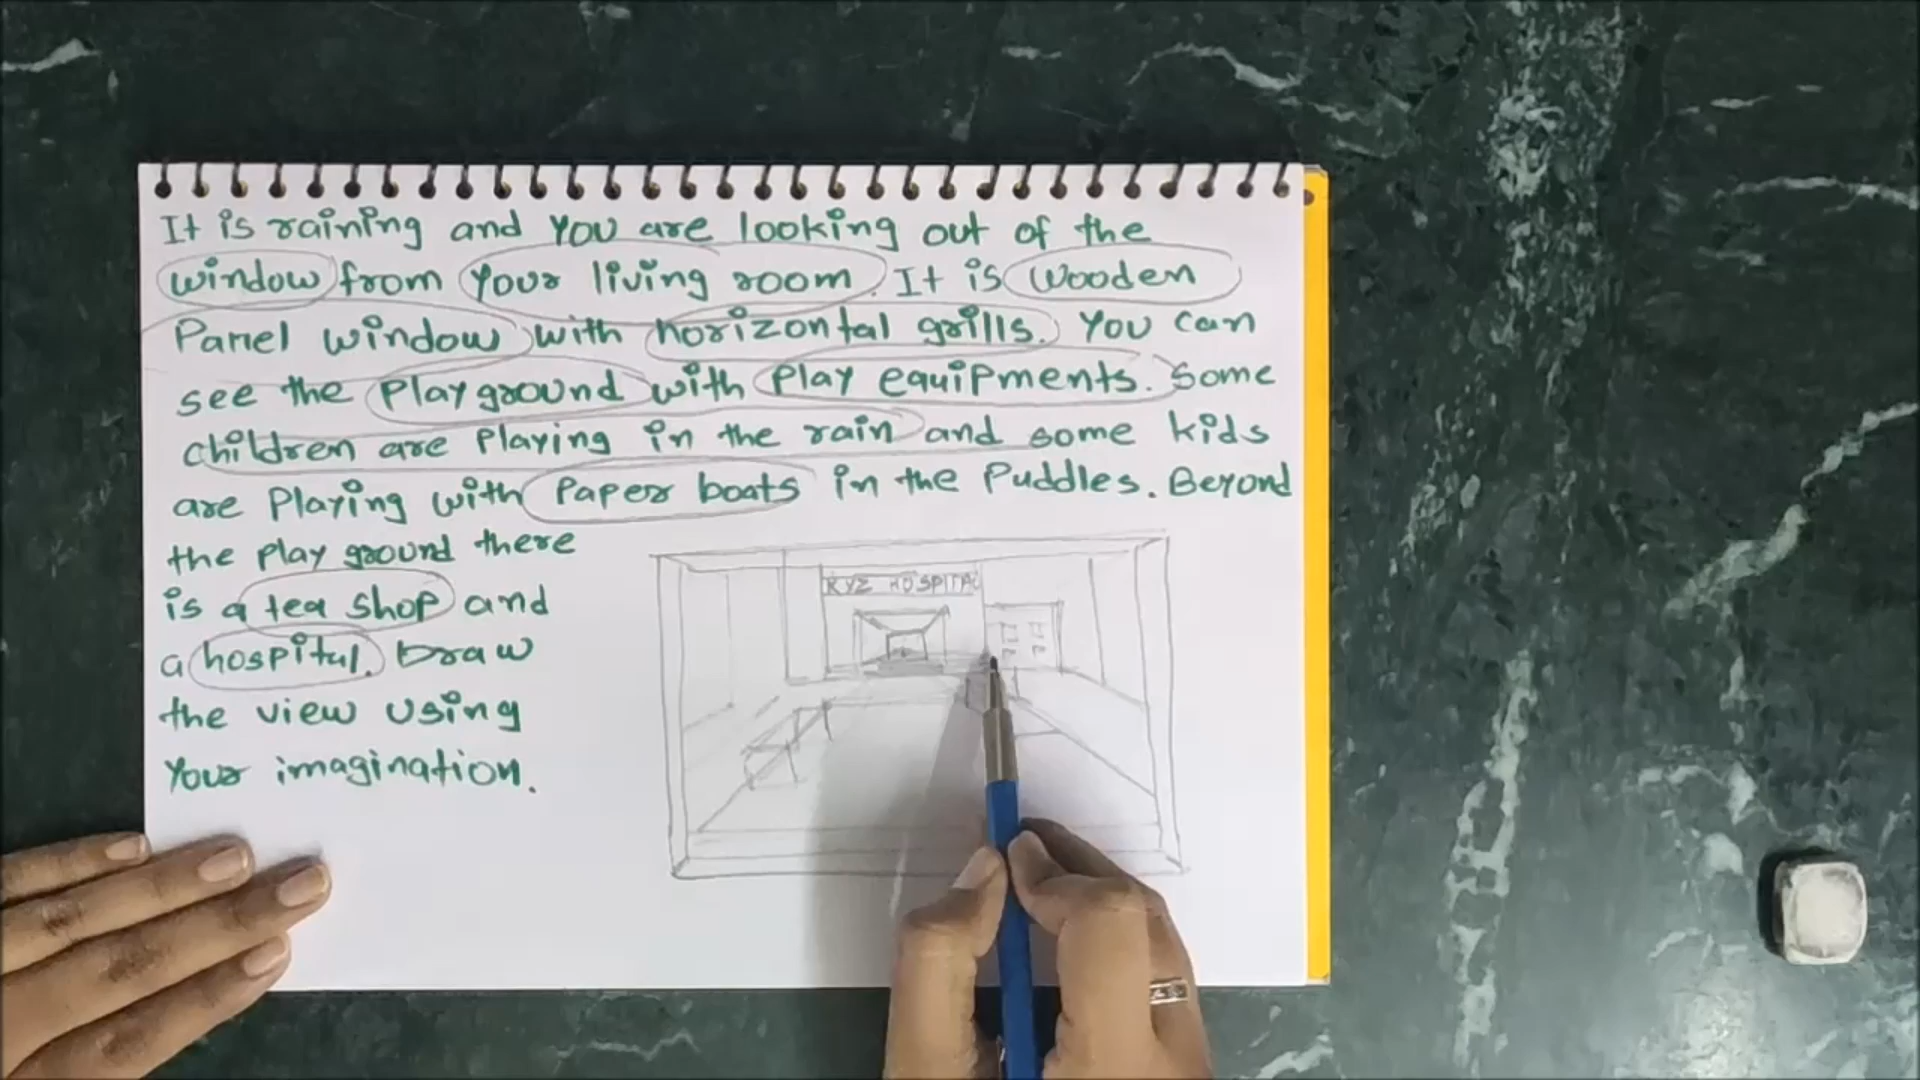 It is raining and you are looking out of the
window from your living room. It is wooden
Panel window with horizontal grills. You can
see the playground with play equipments. Some
children are playing in the rain and some kids
are playing with paper boats in the puddles. Beyond
the play ground there
is a tea shop and
a hospital. Draw
the view using
your imagination.
XYZ HOSPITAL